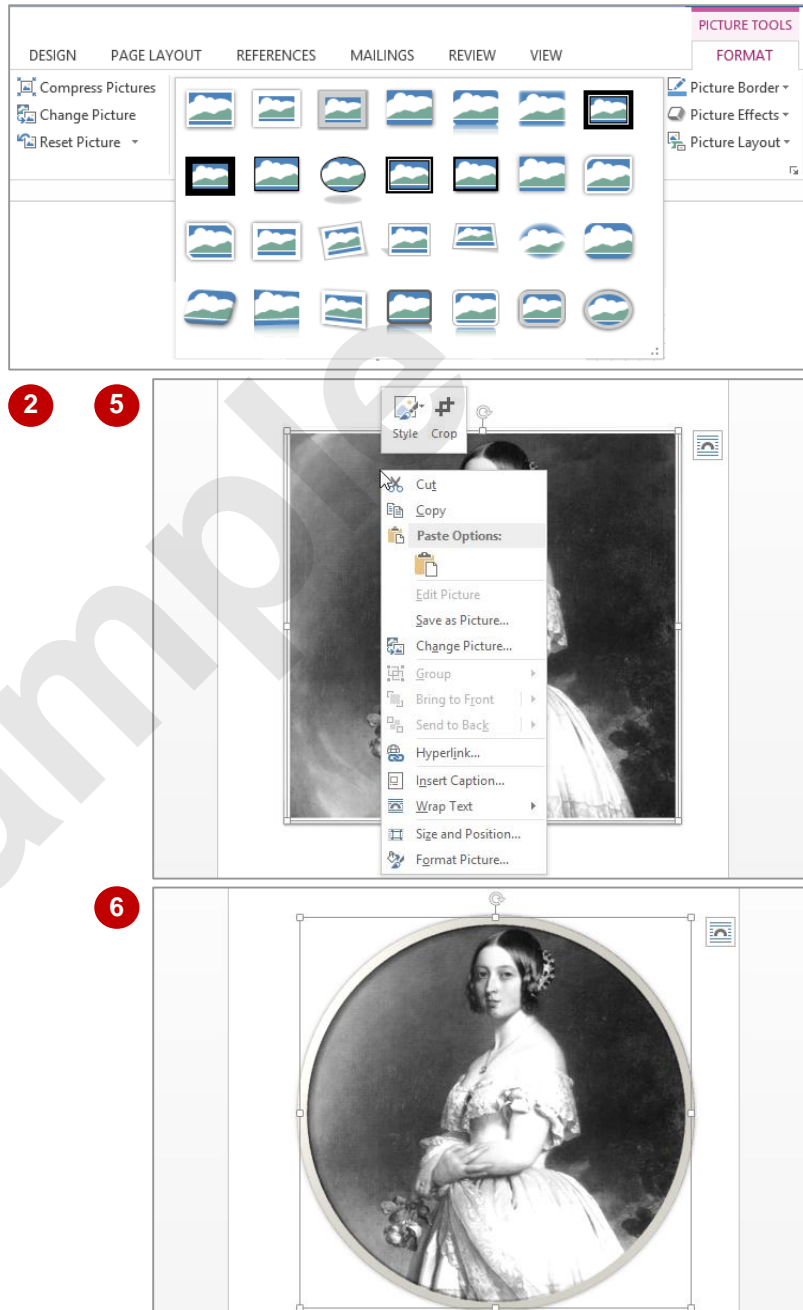 PICTURE TOOLS
DESIGN PAGE LAYOUT REFERENCES MAILINGS REVIEW VIEW FORMAT
Compress Pictures
Change Picture
Reset Picture
Picture Border
Picture Effects
Picture Layout
2 5
Style Crop
Cut
Copy
Paste Options:
Edit Picture
Save as Picture...
Change Picture...
Group
Bring to Front
Send to Back
Hyperlink...
Insert Caption...
Wrap Text
Size and Position...
Format Picture...
6
ample